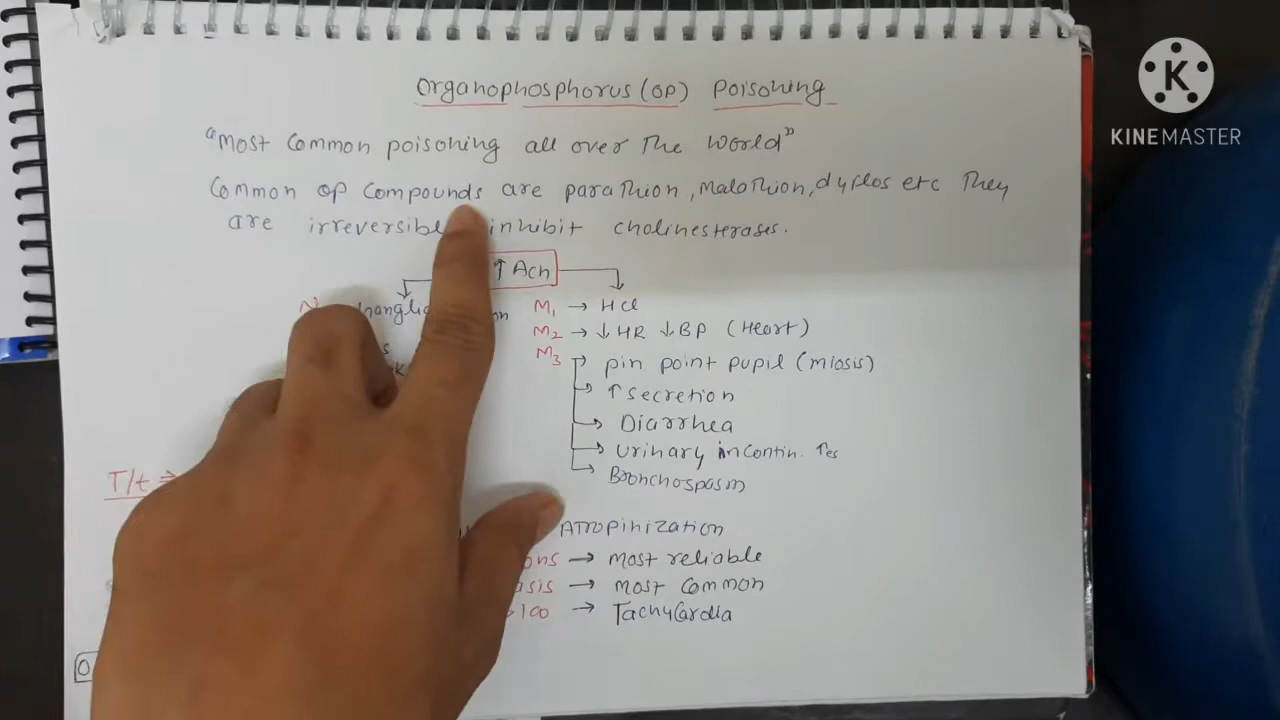 Organophosphorus (OP) Poisoning
"Most Common poisoning all over The World"
Common OP Compounds are parathion, Malathion, dyflos etc They
are irreversible inhibit cholinesterases.
↑ Ach
M₁ → HCl
M₂ → ↓HR ↓BP (Heart)
M₃ → pin point pupil (miosis)
→ ↑ secretion
→ Diarrhea
→ urinary incontin. ↑es
→ Bronchospasm
T/t ⇒
ATropinization
→ most reliable
→ most common
100 → Tachycardia
K
KINEMASTER